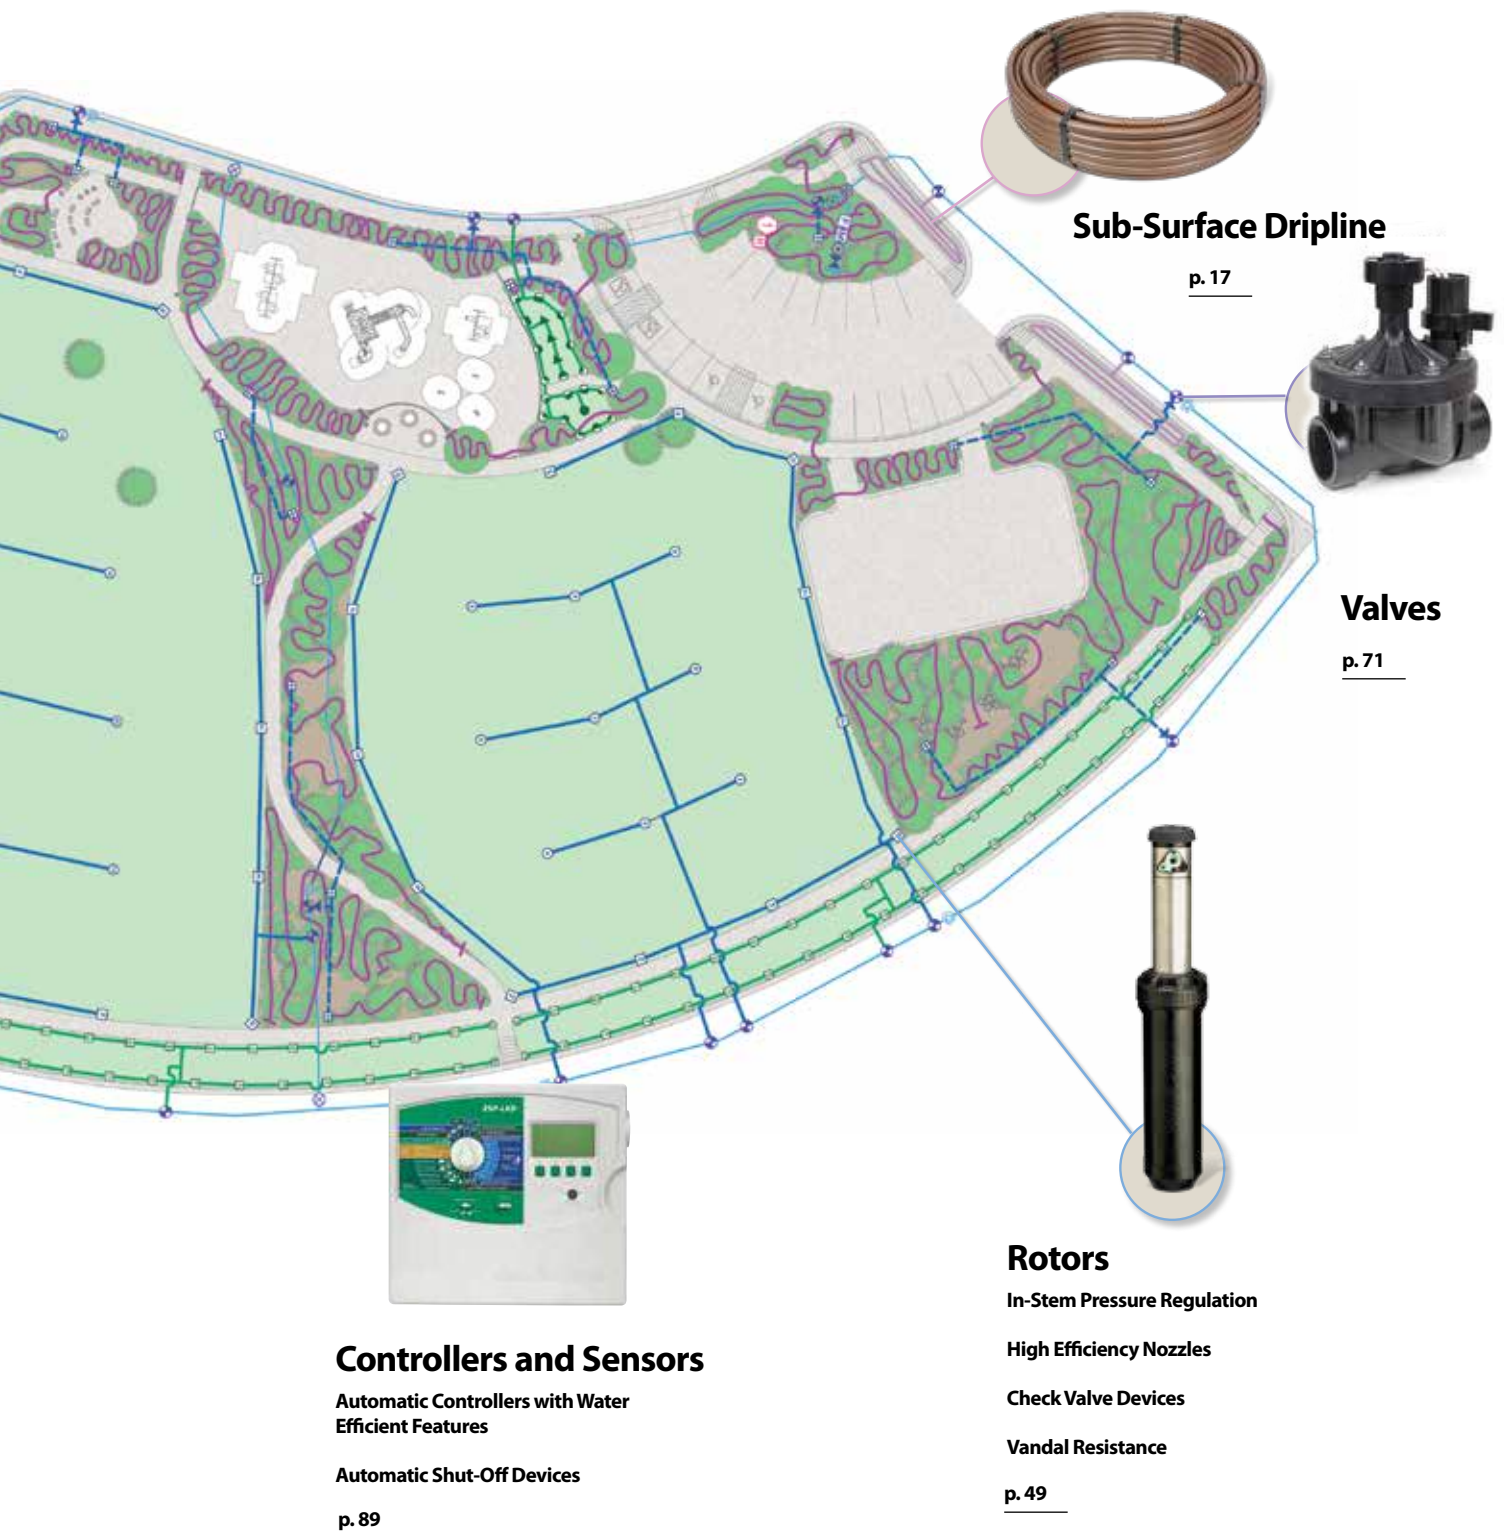 Sub-Surface Dripline
p. 17
Valves
p. 71
Rotors
In-Stem Pressure Regulation
High Efficiency Nozzles
Check Valve Devices
Vandal Resistance
p. 49
Controllers and Sensors
Automatic Controllers with Water
Efficient Features
Automatic Shut-Off Devices
p. 89